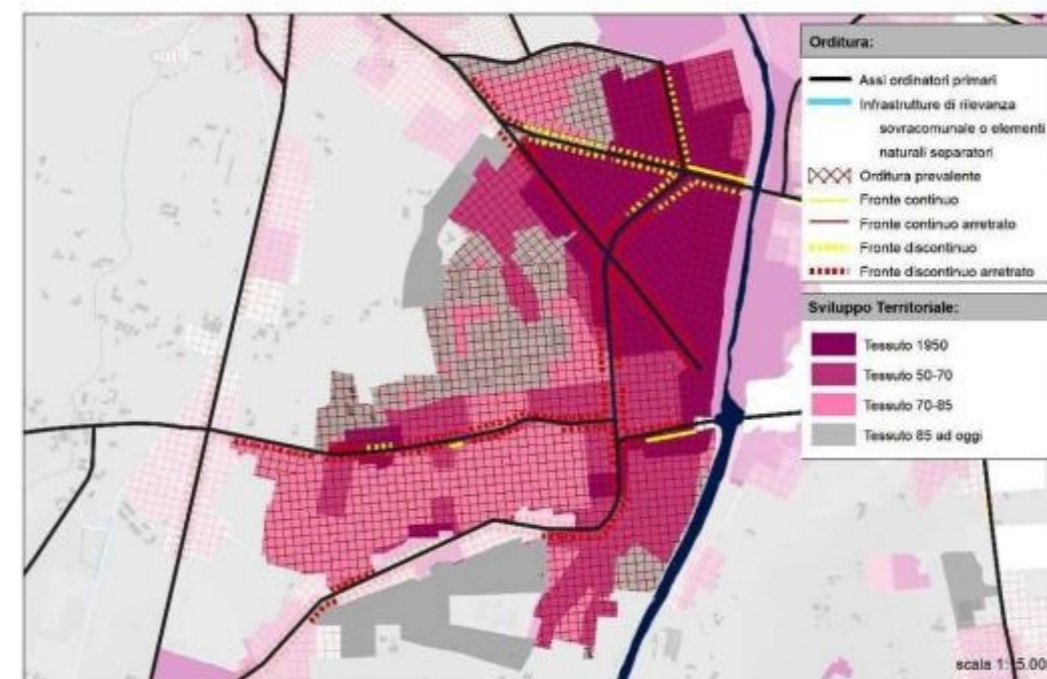 Orditura:
Assi ordinatori primari
Infrastrutture di rilevanza
sovracomunale o elementi
naturali separatori
Orditura prevalente
Fronte continuo
Fronte continuo arretrato
Fronte discontinuo
Fronte discontinuo arretrato
Sviluppo Territoriale:
Tessuto 1950
Tessuto 50-70
Tessuto 70-85
Tessuto 85 ad oggi
scala